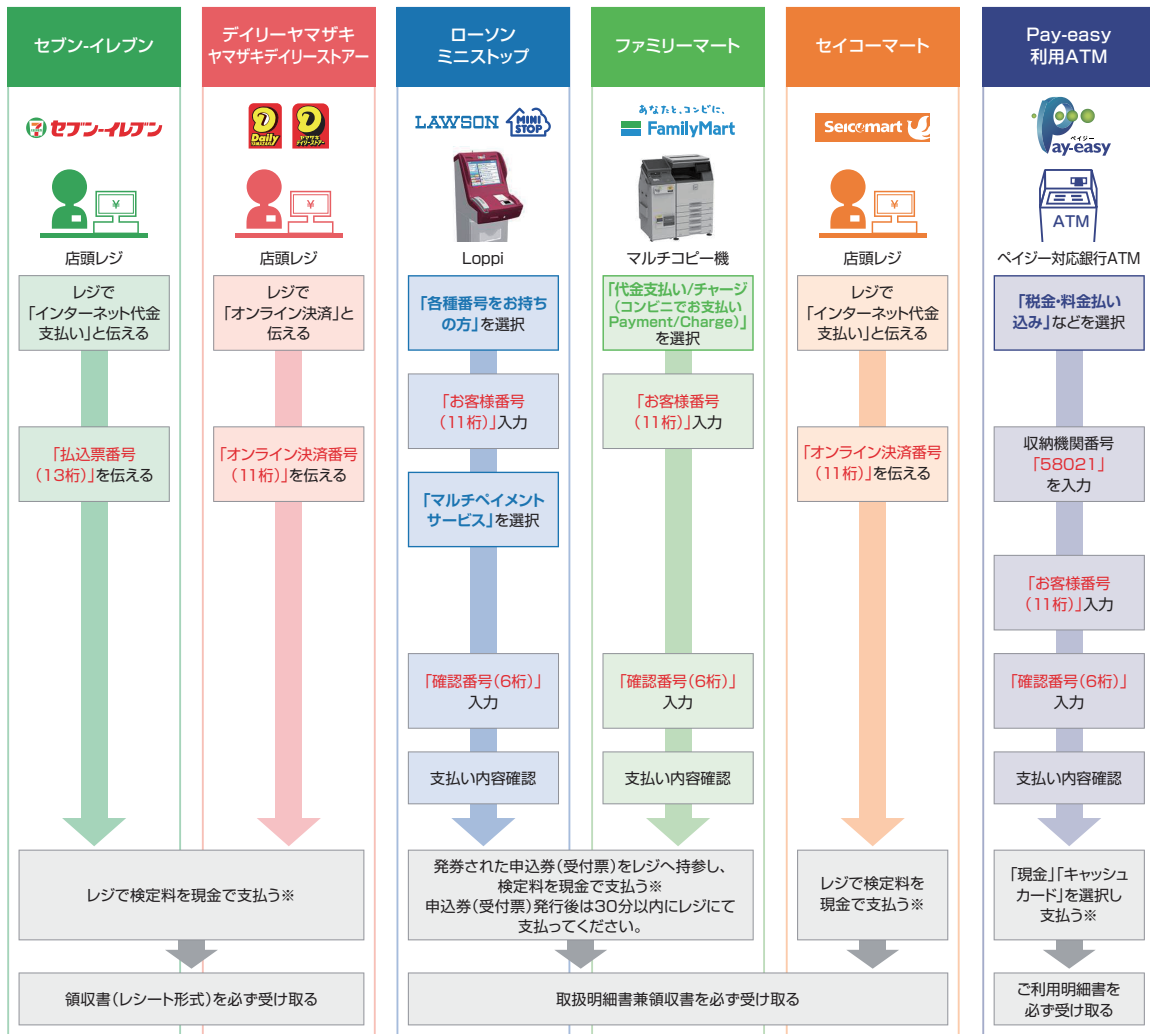 セブン-イレブン
デイリーヤマザキ
ヤマザキデイリーストアー
ローソン
ミニストップ
ファミリーマート
セイコーマート
Pay-easy
利用ATM
セブン-イレブン
Daily
ヤマザキ
デイリーストアー
LAWSON
MINI
STOP
あなたと、コンビに、
FamilyMart
Seicomart
ペイジー
Pay-easy
¥
¥
¥
ATM
店頭レジ
店頭レジ
Loppi
マルチコピー機
店頭レジ
ペイジー対応銀行ATM
レジで
「インターネット代金
支払い」と伝える
レジで
「オンライン決済」と
伝える
「各種番号をお持ち
の方」を選択
「代金支払い/チャージ
(コンビニでお支払い
Payment/Charge)」
を選択
レジで
「インターネット代金
支払い」と伝える
「税金・料金払い
込み」などを選択
「お客様番号
(11桁)」入力
「お客様番号
(11桁)」入力
「払込票番号
(13桁)」を伝える
「オンライン決済番号
(11桁)」を伝える
「マルチペイメント
サービス」を選択
「オンライン決済番号
(11桁)」を伝える
収納機関番号
「58021」
を入力
「お客様番号
(11桁)」入力
「確認番号(6桁)」
入力
「確認番号(6桁)」
入力
「確認番号(6桁)」
入力
支払い内容確認
支払い内容確認
支払い内容確認
レジで検定料を現金で支払う※
発券された申込券(受付票)をレジへ持参し、
検定料を現金で支払う※
申込券(受付票)発行後は30分以内にレジにて
支払ってください。
レジで検定料を
現金で支払う※
「現金」「キャッシュ
カード」を選択し
支払う※
領収書(レシート形式)を必ず受け取る
取扱明細書兼領収書を必ず受け取る
ご利用明細書を
必ず受け取る